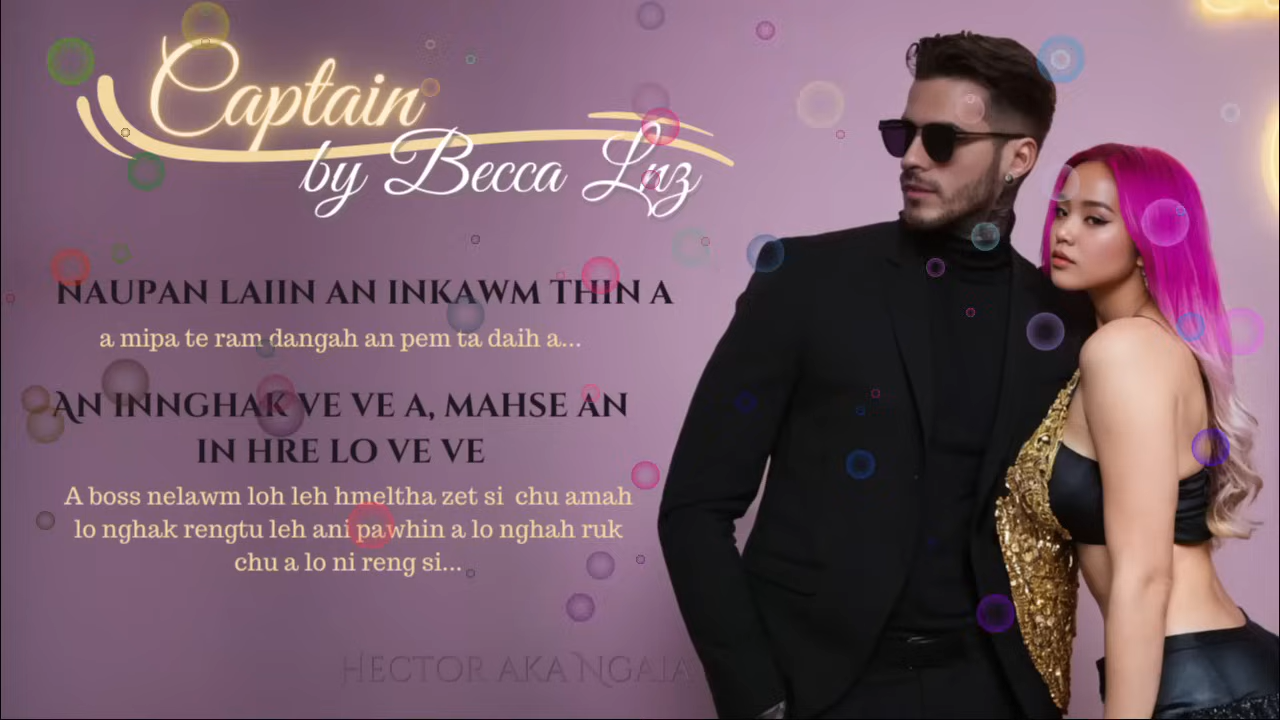 Captain
by Becca Lnz
NAUPAN LAIIN AN INKAWM THIN A
a mipa te ram dangah an pem ta daih a...
AN INNGHAK VE VE A, MAHSE AN
IN HRE LO VE VE
A boss nelawm loh leh hmeltha zet si chu amah
lo nghak rengtu leh ani pawhin a lo nghah ruk
chu a lo ni reng si...
HECTOR AKA NGAIA